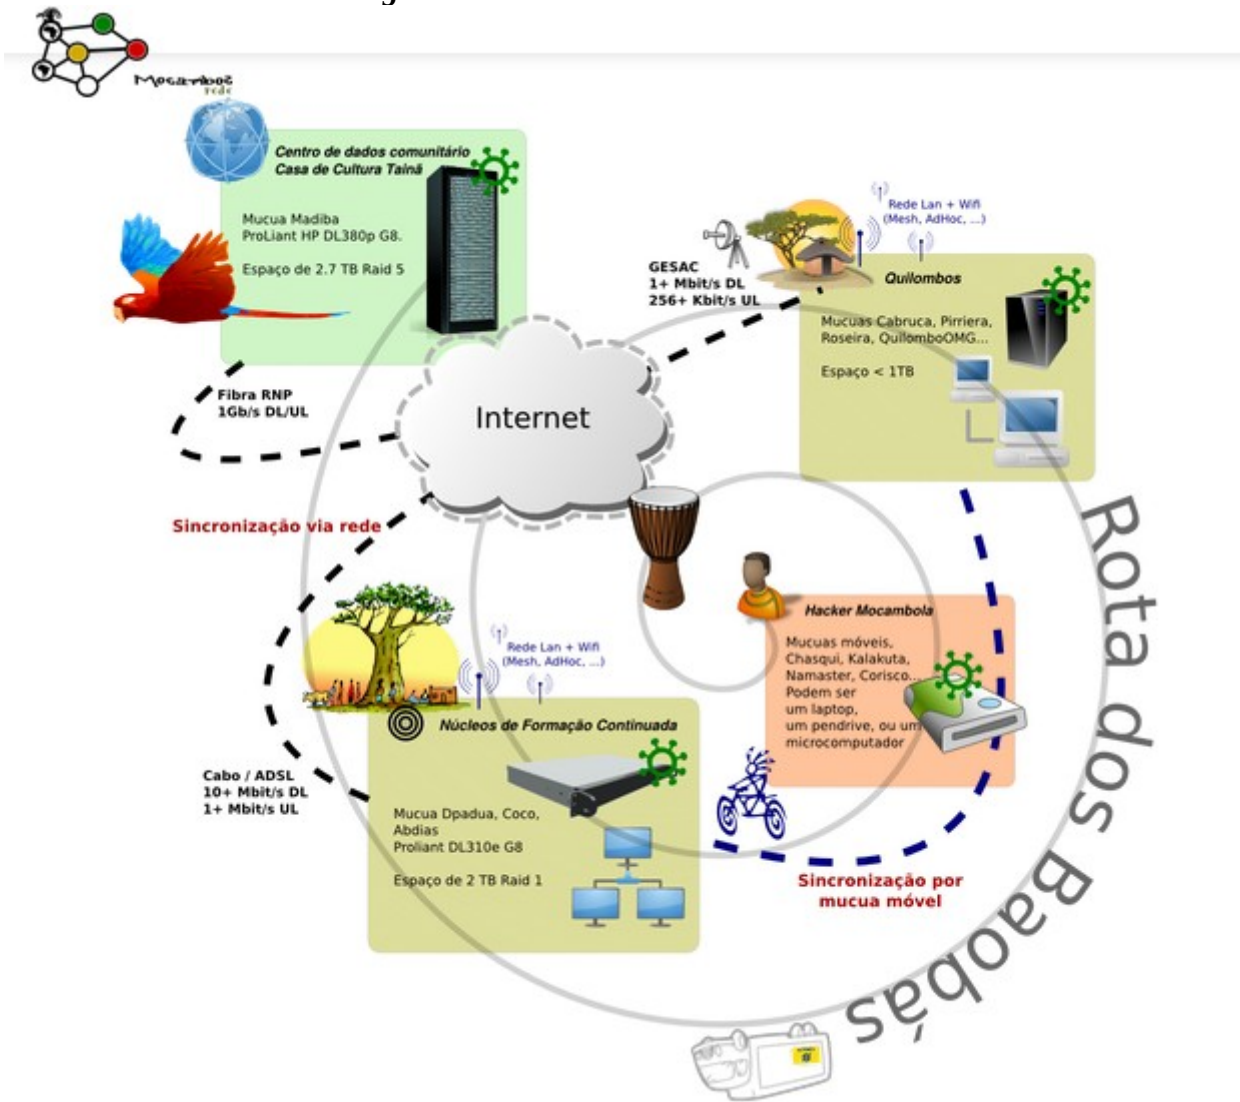 Mocambos
rede
Centro de dados comunitário
Casa de Cultura Tainã
Mucua Madiba
ProLiant HP DL380p G8.
Espaço de 2.7 TB Raid 5
Fibra RNP
1Gb/s DL/UL
Internet
GESAC
1+ Mbit/s DL
256+ Kbit/s UL
Rede Lan + Wifi
(Mesh, AdHoc, ...)
Quilombos
Mucuas Cabruca, Pirriera,
Roseira, QuilomboOMG...
Espaço < 1TB
Sincronização via rede
Rede Lan + Wifi
(Mesh, AdHoc, ...)
Hacker Mocambola
Mucuas móveis,
Chasqui, Kalakuta,
Namaster, Corisco...
Podem ser
um laptop,
um pendrive, ou um
microcomputador
Cabo / ADSL
10+ Mbit/s DL
1+ Mbit/s UL
Núcleos de Formação Continuada
Mucua Dpadua, Coco,
Abdias
Proliant DL310e G8
Espaço de 2 TB Raid 1
Sincronização por
mucua móvel
Rota dos Baobás